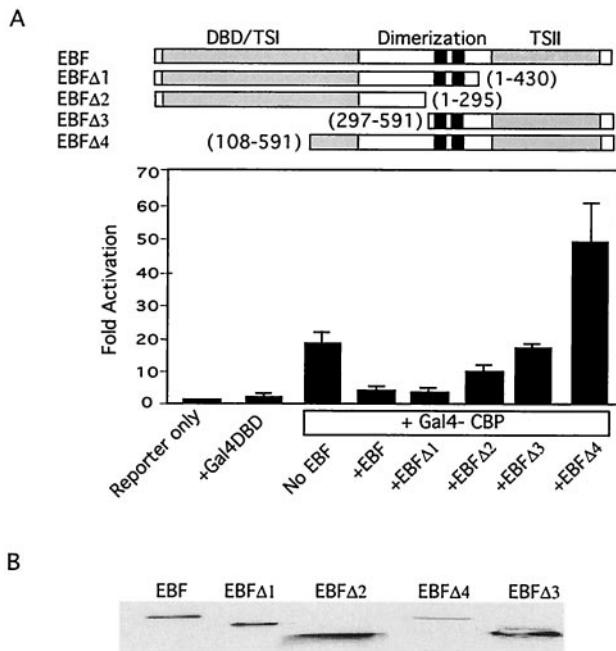 A
DBD/TSI Dimerization TSII
EBF
EBFΔ1 (1-430)
EBFΔ2 (1-295)
EBFΔ3 (297-591)
EBFΔ4 (108-591)
Fold Activation
70
60
50
40
30
20
10
0
Reporter only
+Gal4DBD
No EBF
+EBF
+EBFΔ1
+EBFΔ2
+EBFΔ3
+EBFΔ4
+ Gal4- CBP
B
EBF EBFΔ1 EBFΔ2 EBFΔ4 EBFΔ3